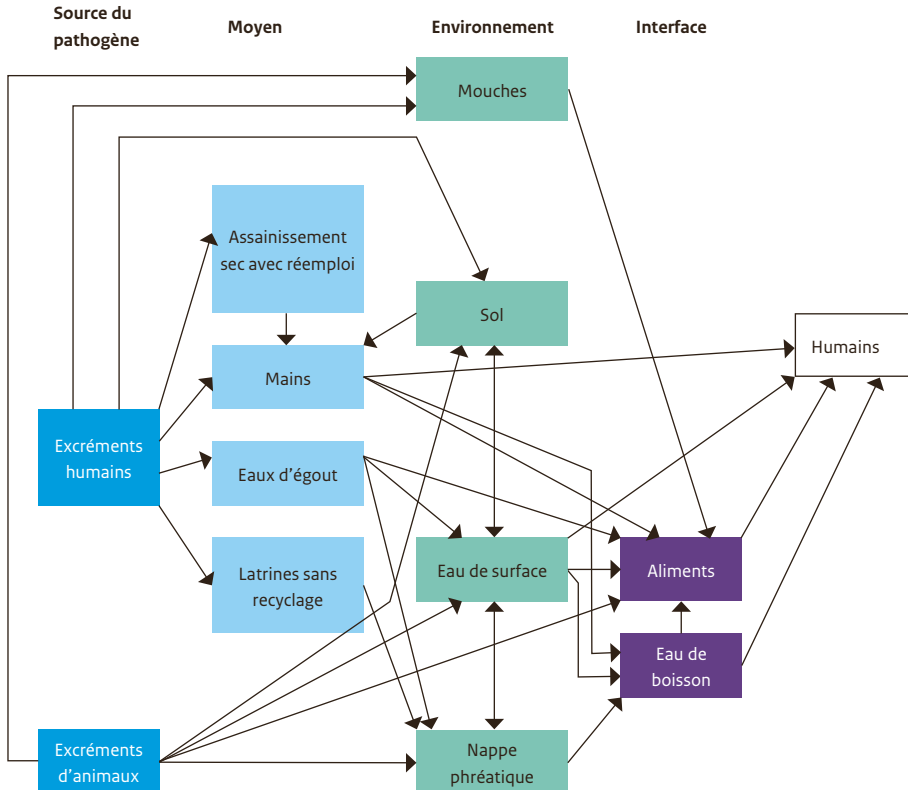 Source du
pathogène
Moyen
Environnement
Interface
Mouches
Assainissement
sec avec réemploi
Sol
Humains
Mains
Excréments
humains
Eaux d'égout
Latrines sans
recyclage
Eau de surface
Aliments
Eau de
boisson
Excréments
d'animaux
Nappe
phréatique